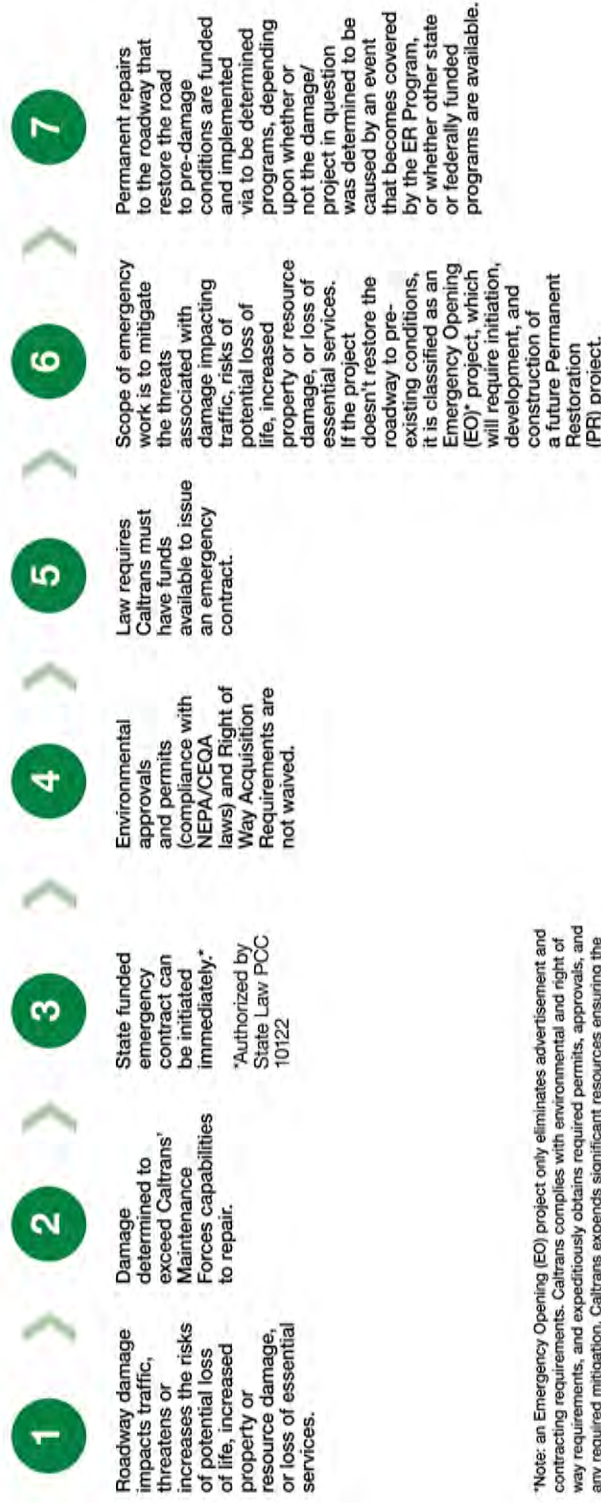 1
Roadway damage
impacts traffic,
threatens or
increases the risks
of potential loss
of life, increased
property or
resource damage,
or loss of essential
services.
2
Damage
determined to
exceed Caltrans'
Maintenance
Forces capabilities
to repair.
3
State funded
emergency
contract can
be initiated
immediately.*
*Authorized by
State Law PCC
10122
4
Environmental
approvals
and permits
(compliance with
NEPA/CEQA
laws) and Right of
Way Acquisition
Requirements are
not waived.
5
Law requires
Caltrans must
have funds
available to issue
an emergency
contract.
6
Scope of emergency
work is to mitigate
the threats
associated with
damage impacting
traffic, risks of
potential loss of
life, increased
property or resource
damage, or loss of
essential services.
If the project
doesn't restore the
roadway to pre-
existing conditions,
it is classified as an
Emergency Opening
(EO)* project, which
will require initiation,
development, and
construction of
a future Permanent
Restoration
(PR) project.
7
Permanent repairs
to the roadway that
restore the road
to pre-damage
conditions are funded
and implemented
via to be determined
programs, depending
upon whether or
not the damage/
project in question
was determined to be
caused by an event
that becomes covered
by the ER Program,
or whether other state
or federally funded
programs are available.
*Note: an Emergency Opening (EO) project only eliminates advertisement and
contracting requirements. Caltrans complies with environmental and right of
way requirements, and expeditiously obtains required permits, approvals, and
any required mitigation. Caltrans expends significant resources ensuring the